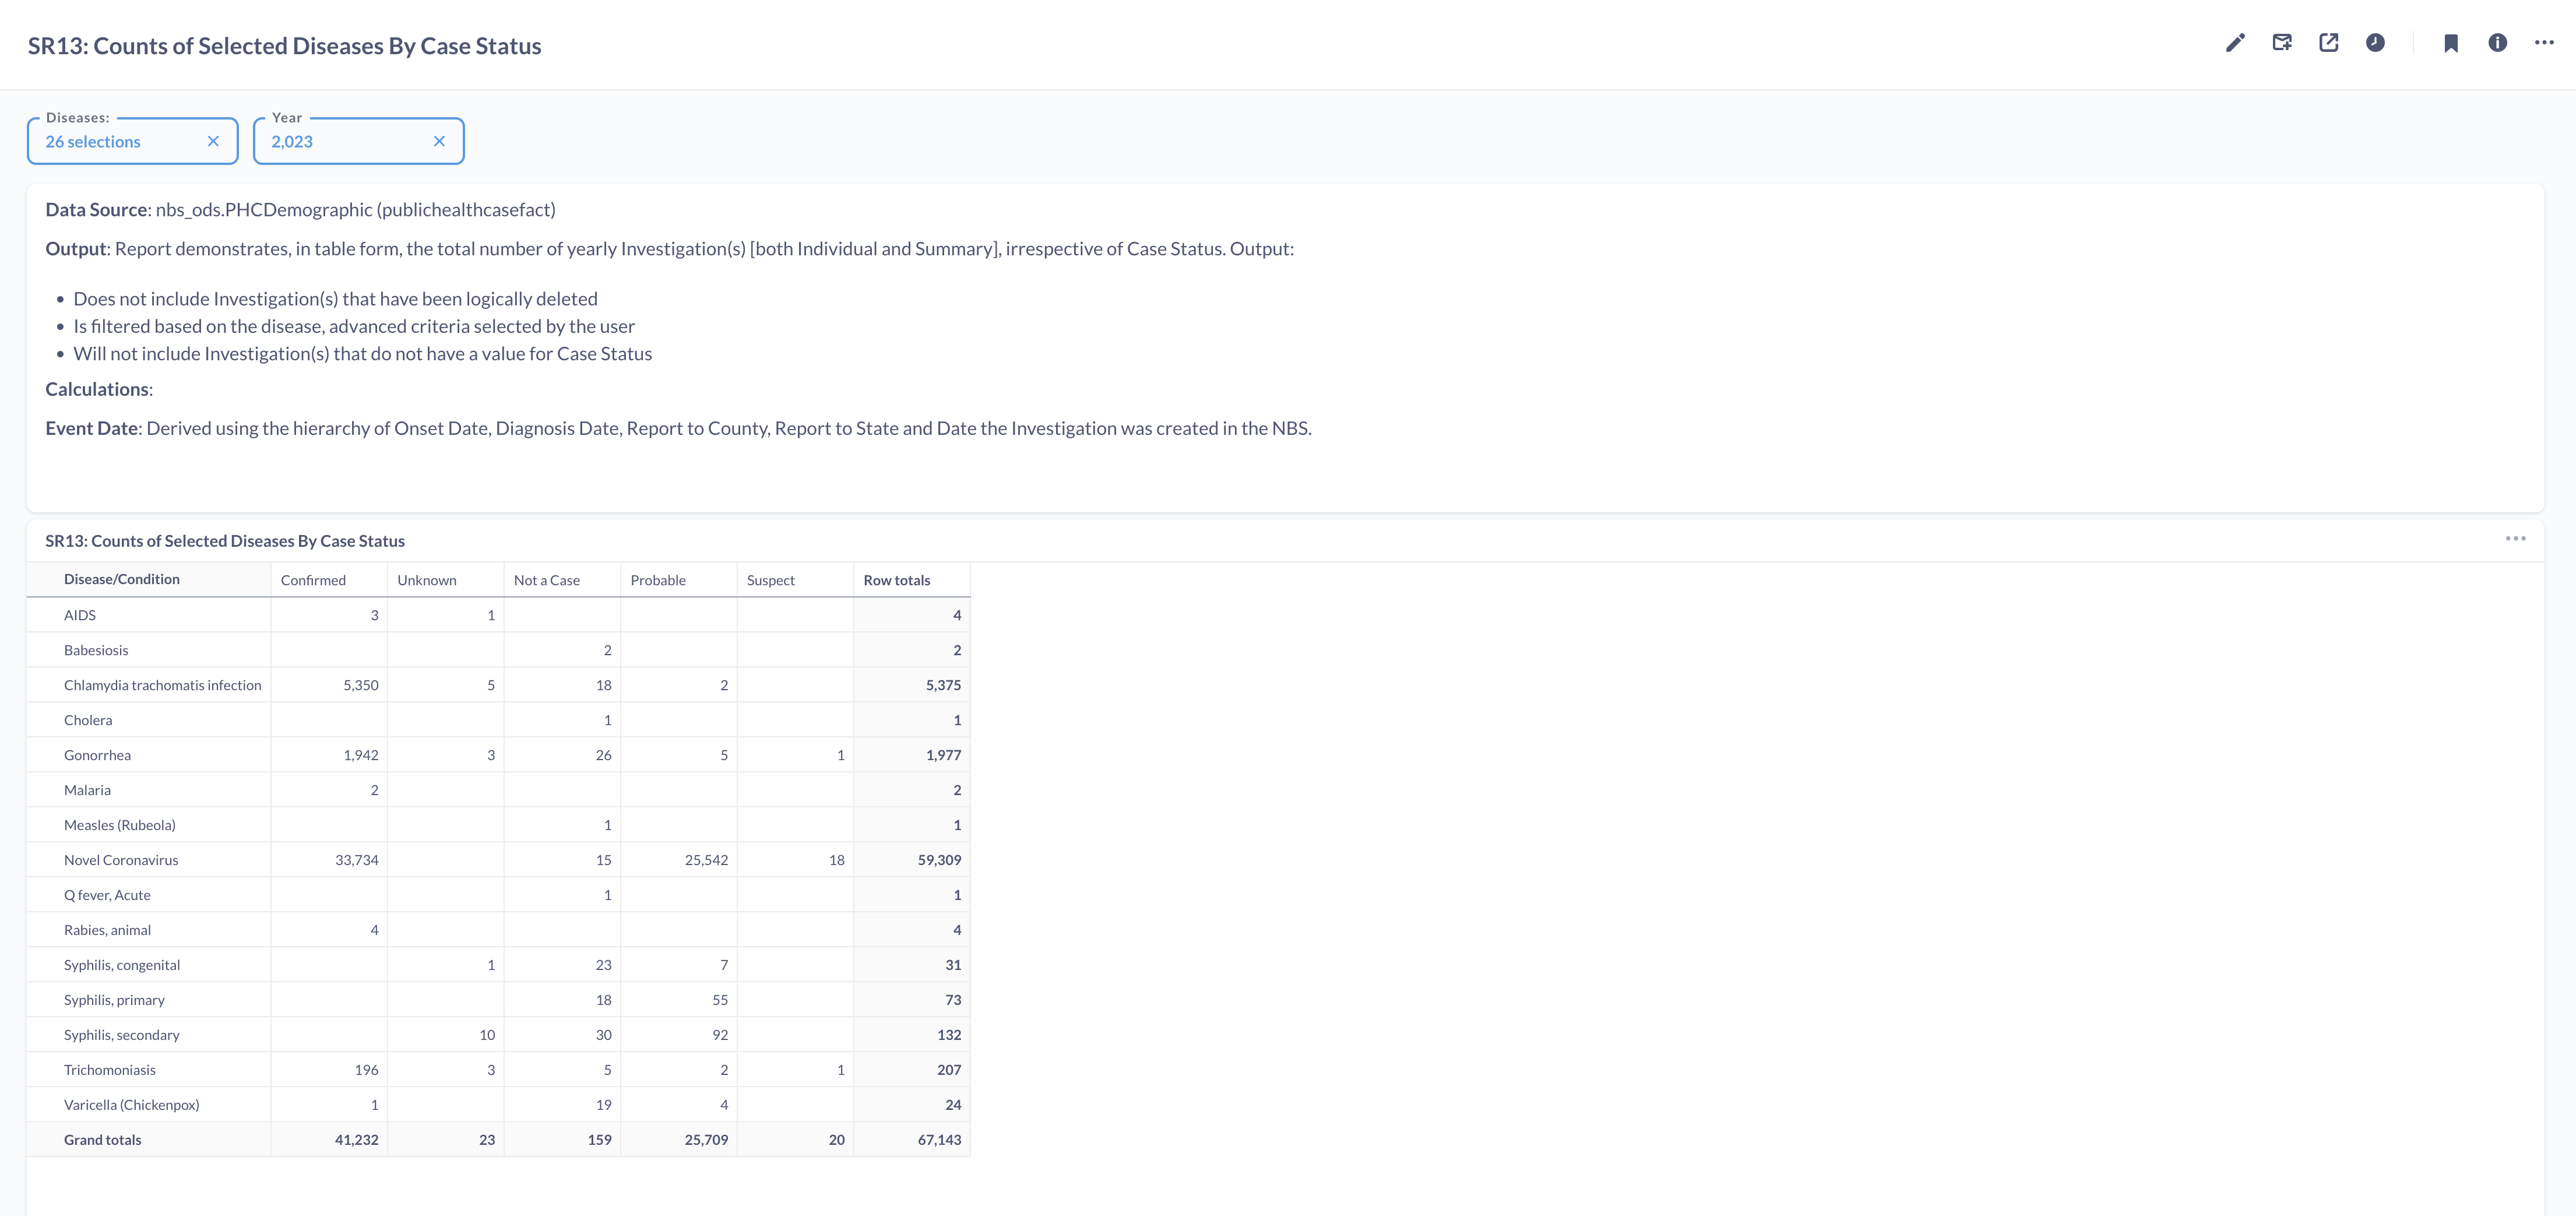 SR13: Counts of Selected Diseases By Case Status
Diseases:
26 selections
Year
2,023
Data Source: nbs_ods.PHCDemographic (publichealthcasefact)
Output: Report demonstrates, in table form, the total number of yearly Investigation(s) [both Individual and Summary], irrespective of Case Status. Output:
• Does not include Investigation(s) that have been logically deleted
• Is filtered based on the disease, advanced criteria selected by the user
• Will not include Investigation(s) that do not have a value for Case Status
Calculations:
Event Date: Derived using the hierarchy of Onset Date, Diagnosis Date, Report to County, Report to State and Date the Investigation was created in the NBS.
SR13: Counts of Selected Diseases By Case Status
Disease/Condition Confirmed Unknown Not a Case Probable Suspect Row totals
AIDS 3 1 4
Babesiosis 2 2
Chlamydia trachomatis infection 5,350 5 18 2 5,375
Cholera 1 1
Gonorrhea 1,942 3 26 5 1 1,977
Malaria 2 2
Measles (Rubeola) 1 1
Novel Coronavirus 33,734 15 25,542 18 59,309
Q fever, Acute 1 1
Rabies, animal 4 4
Syphilis, congenital 1 23 7 31
Syphilis, primary 18 55 73
Syphilis, secondary 10 30 92 132
Trichomoniasis 196 3 5 2 1 207
Varicella (Chickenpox) 1 19 4 24
Grand totals 41,232 23 159 25,709 20 67,143